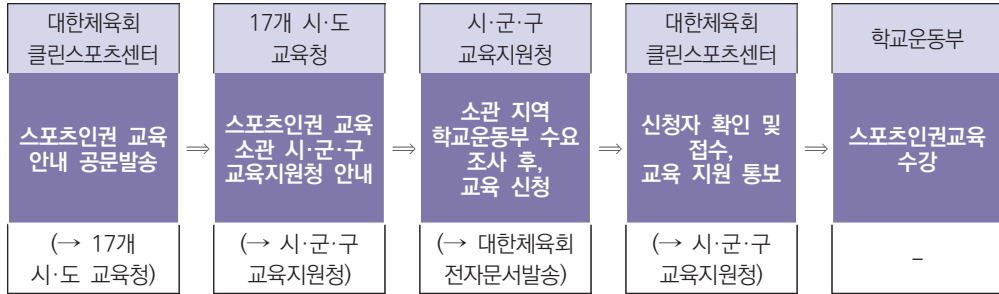 대한체육회
클린스포츠센터
스포츠인권 교육
안내 공문발송
(→ 17개
시·도 교육청)
⇒
17개 시·도
교육청
스포츠인권 교육
소관 시·군·구
교육지원청 안내
(→ 시·군·구
교육지원청)
⇒
시·군·구
교육지원청
소관 지역
학교운동부 수요
조사 후,
교육 신청
(→ 대한체육회
전자문서발송)
⇒
대한체육회
클린스포츠센터
신청자 확인 및
접수,
교육 지원 통보
(→ 시·군·구
교육지원청)
⇒
학교운동부
스포츠인권교육
수강
–